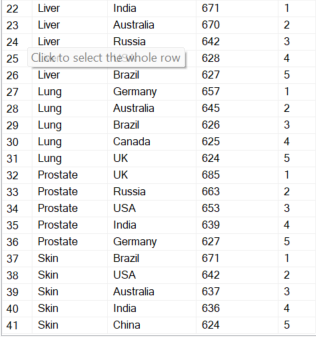 22 Liver India 671 1
23 Liver Australia 670 2
24 Liver Russia 642 3
25 Click to select the whole row 628 4
26 Liver Brazil 627 5
27 Lung Germany 657 1
28 Lung Australia 645 2
29 Lung Brazil 626 3
30 Lung Canada 625 4
31 Lung UK 624 5
32 Prostate UK 685 1
33 Prostate Russia 663 2
34 Prostate USA 653 3
35 Prostate India 639 4
36 Prostate Germany 627 5
37 Skin Brazil 671 1
38 Skin USA 642 2
39 Skin Australia 637 3
40 Skin India 636 4
41 Skin China 624 5